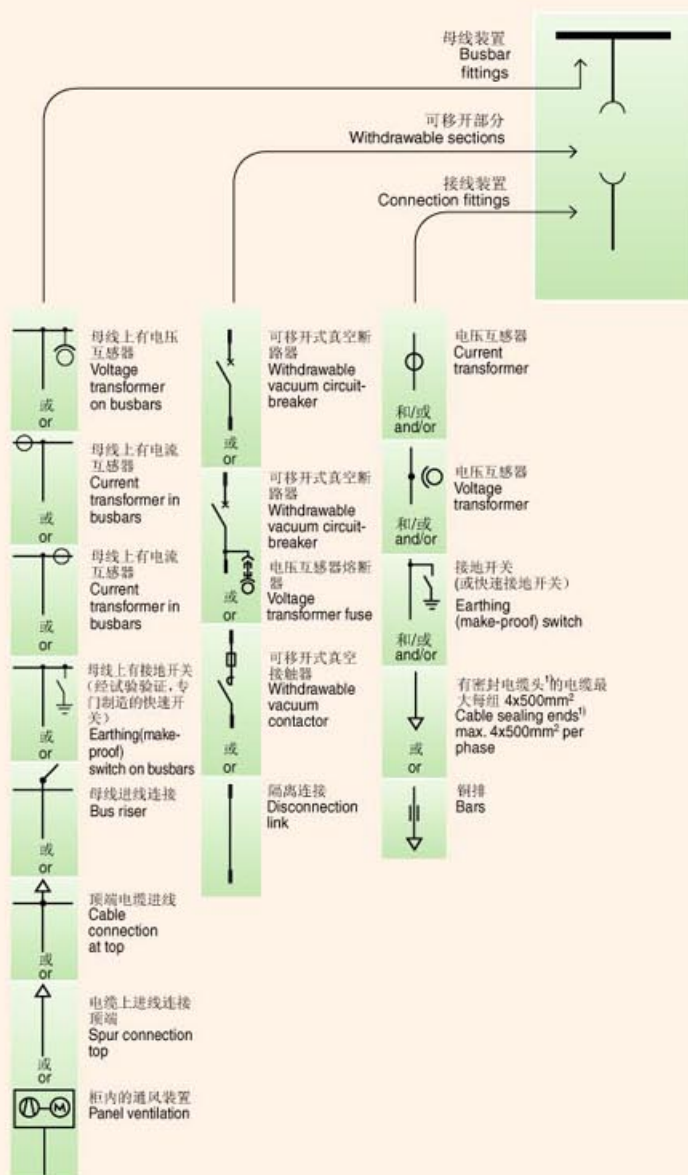 母线装置
Busbar
fittings
可移开部分
Withdrawable sections
接线装置
Connection fittings
母线上有电压
互感器
Voltage
transformer
on busbars
或
or
母线上有电流
互感器
Current
transformer in
busbars
或
or
母线上有电流
互感器
Current
transformer in
busbars
或
or
母线上有接地开关
(经试验验证,专
门制造的快速开
关)
Earthing(make-
proof)
switch on busbars
或
or
母线进线连接
Bus riser
或
or
顶端电缆进线
Cable
connection
at top
或
or
电缆上进线连接
顶端
Spur connection
top
或
or
柜内的通风装置
Panel ventilation
M
可移开式真空断
路器
Withdrawable
vacuum circuit-
breaker
或
or
可移开式真空断
路器
Withdrawable
vacuum circuit-
breaker
电压互感器熔断
器
Voltage
transformer fuse
或
or
可移开式真空
接触器
Withdrawable
vacuum
contactor
或
or
隔离连接
Disconnection
link
电压互感器
Current
transformer
和/或
and/or
电压互感器
Voltage
transformer
和/或
and/or
接地开关
(或快速接地开关)
Earthing
(make-proof) switch
和/或
and/or
有密封电缆头¹⁾的电缆最
大每组 4x500mm²
Cable sealing ends¹⁾
max. 4x500mm² per
phase
或
or
铜排
Bars